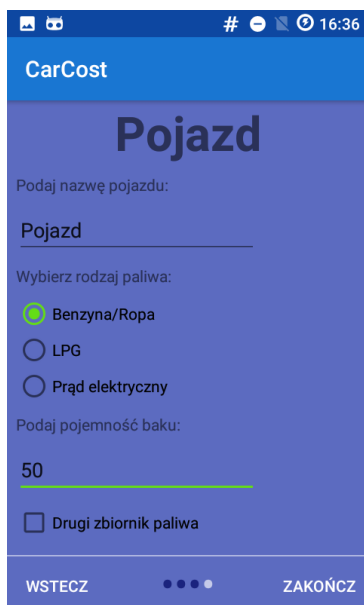 # 16:36
CarCost
Pojazd
Podaj nazwę pojazdu:
Pojazd
Wybierz rodzaj paliwa:
Benzyna/Ropa
LPG
Prąd elektryczny
Podaj pojemność baku:
50
Drugi zbiornik paliwa
WSTECZ ZAKOŃCZ